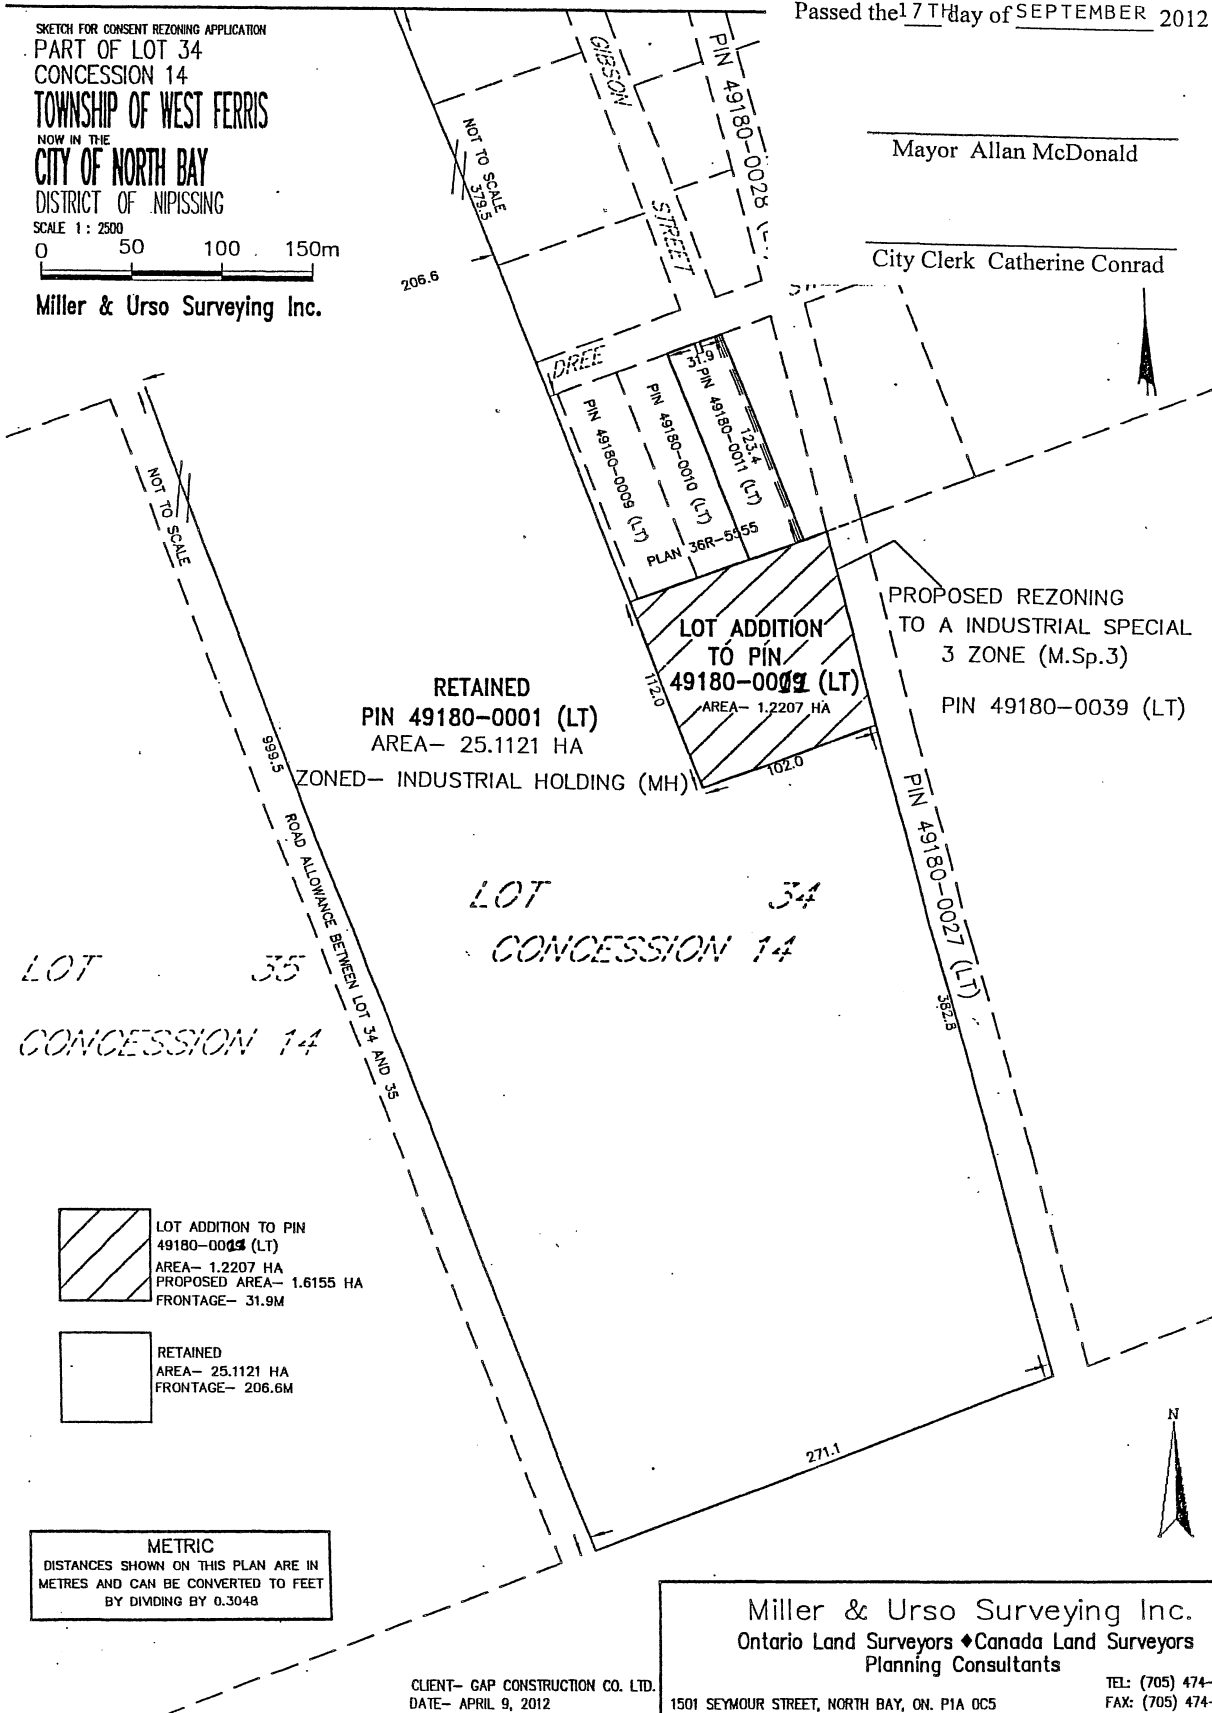 Passed the 17TH day of SEPTEMBER 2012
SKETCH FOR CONSENT REZONING APPLICATION
PART OF LOT 34
CONCESSION 14
TOWNSHIP OF WEST FERRIS
NOW IN THE
CITY OF NORTH BAY
DISTRICT OF NIPISSING
SCALE 1 : 2500
0 50 100 150m
Miller & Urso Surveying Inc.
Mayor Allan McDonald
City Clerk Catherine Conrad
GIBSON
STREET
PIN 49180-0028
NOT TO SCALE
379.5
206.6
DREE
31.9
PIN 49180-0009 (LT)
PIN 49180-0010 (LT)
PIN 49180-0011 (LT)
123.4
PLAN 36R-5555
NOT TO SCALE
LOT ADDITION
TO PIN
49180-0011 (LT)
AREA- 1.2207 HA
112.0
102.0
PROPOSED REZONING
TO A INDUSTRIAL SPECIAL
3 ZONE (M.Sp.3)
PIN 49180-0039 (LT)
RETAINED
PIN 49180-0001 (LT)
AREA- 25.1121 HA
ZONED- INDUSTRIAL HOLDING (MH)
999.5
ROAD ALLOWANCE BETWEEN LOT 34 AND 35
PIN 49180-0027 (LT)
382.8
LOT 34
CONCESSION 14
LOT 35
CONCESSION 14
LOT ADDITION TO PIN
49180-0011 (LT)
AREA- 1.2207 HA
PROPOSED AREA- 1.6155 HA
FRONTAGE- 31.9M
RETAINED
AREA- 25.1121 HA
FRONTAGE- 206.6M
271.1
N
METRIC
DISTANCES SHOWN ON THIS PLAN ARE IN
METRES AND CAN BE CONVERTED TO FEET
BY DIVIDING BY 0.3048
CLIENT- GAP CONSTRUCTION CO. LTD.
DATE- APRIL 9, 2012
Miller & Urso Surveying Inc.
Ontario Land Surveyors ♦Canada Land Surveyors
Planning Consultants
1501 SEYMOUR STREET, NORTH BAY, ON. P1A 0C5
TEL: (705) 474-
FAX: (705) 474-